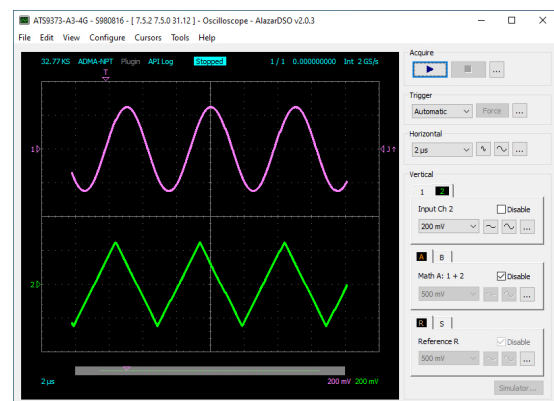 ATS9373-A3-4G - S980816 - [ 7.5.2 7.5.0 31.12 ] - Oscilloscope - AlazarDSO v2.0.3
File Edit View Configure Cursors Tools Help
32.77 KS ADMA-NPT Plugin API Log Stopped 1 / 1 0.000000000 Int 2 GS/s
T
1
J
2
2 µs 200 mV 200 mV
Acquire
...
Trigger
Automatic Force ...
Horizontal
2 µs ...
Vertical
1 2
Input Ch 2 Disable
200 mV ...
A B
Math A: 1 + 2 Disable
500 mV ...
R S
Reference R Disable
500 mV ...
Simulator ...